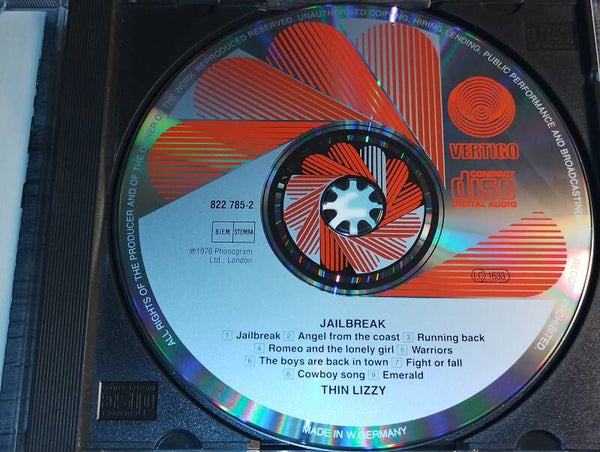 ALL RIGHTS OF THE PRODUCER AND OF THE OWNER OF THE WORK REPRODUCED RESERVED. UNAUTHORISED COPYING, HIRING, LENDING, PUBLIC PERFORMANCE AND BROADCASTING PROHIBITED
VERTIGO
COMPACT
disc
DIGITAL AUDIO
822 785-2
B.I.E.M. STEMRA
℗1976 Phonogram
Ltd., London
LC 1633
JAILBREAK
1 Jailbreak 2 Angel from the coast 3 Running back
4 Romeo and the lonely girl 5 Warriors
6 The boys are back in town 7 Fight or fall
8 Cowboy song 9 Emerald
THIN LIZZY
MADE IN W. GERMANY